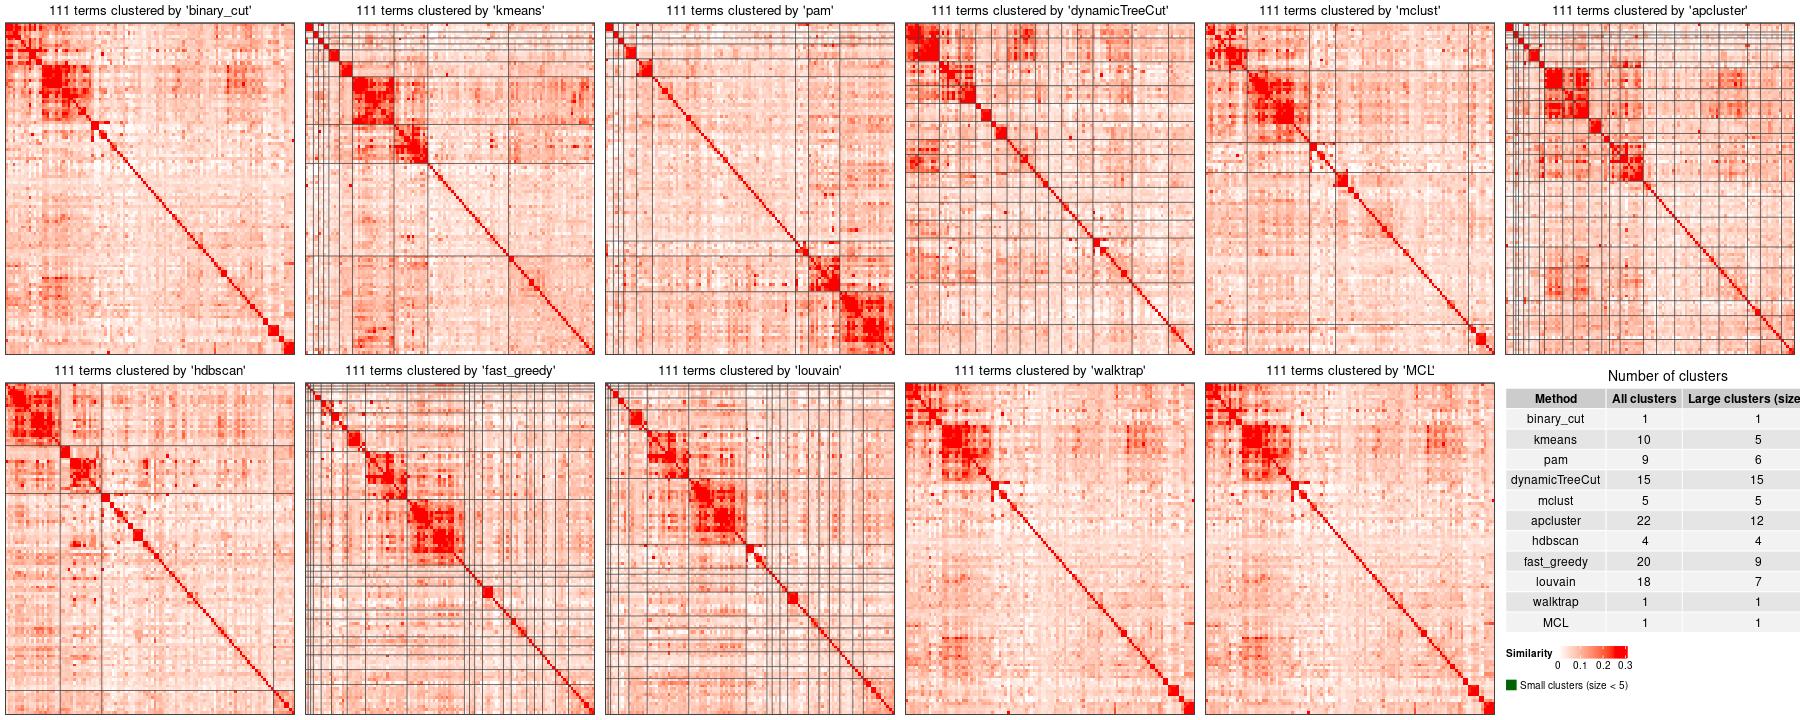 111 terms clustered by 'binary_cut'
111 terms clustered by 'kmeans'
111 terms clustered by 'pam'
111 terms clustered by 'dynamicTreeCut'
111 terms clustered by 'mclust'
111 terms clustered by 'apcluster'
111 terms clustered by 'hdbscan'
111 terms clustered by 'fast_greedy'
111 terms clustered by 'louvain'
111 terms clustered by 'walktrap'
111 terms clustered by 'MCL'
Number of clusters
Method All clusters Large clusters (size
binary_cut 1 1
kmeans 10 5
pam 9 6
dynamicTreeCut 15 15
mclust 5 5
apcluster 22 12
hdbscan 4 4
fast_greedy 20 9
louvain 18 7
walktrap 1 1
MCL 1 1
Similarity
0 0.1 0.2 0.3
Small clusters (size < 5)